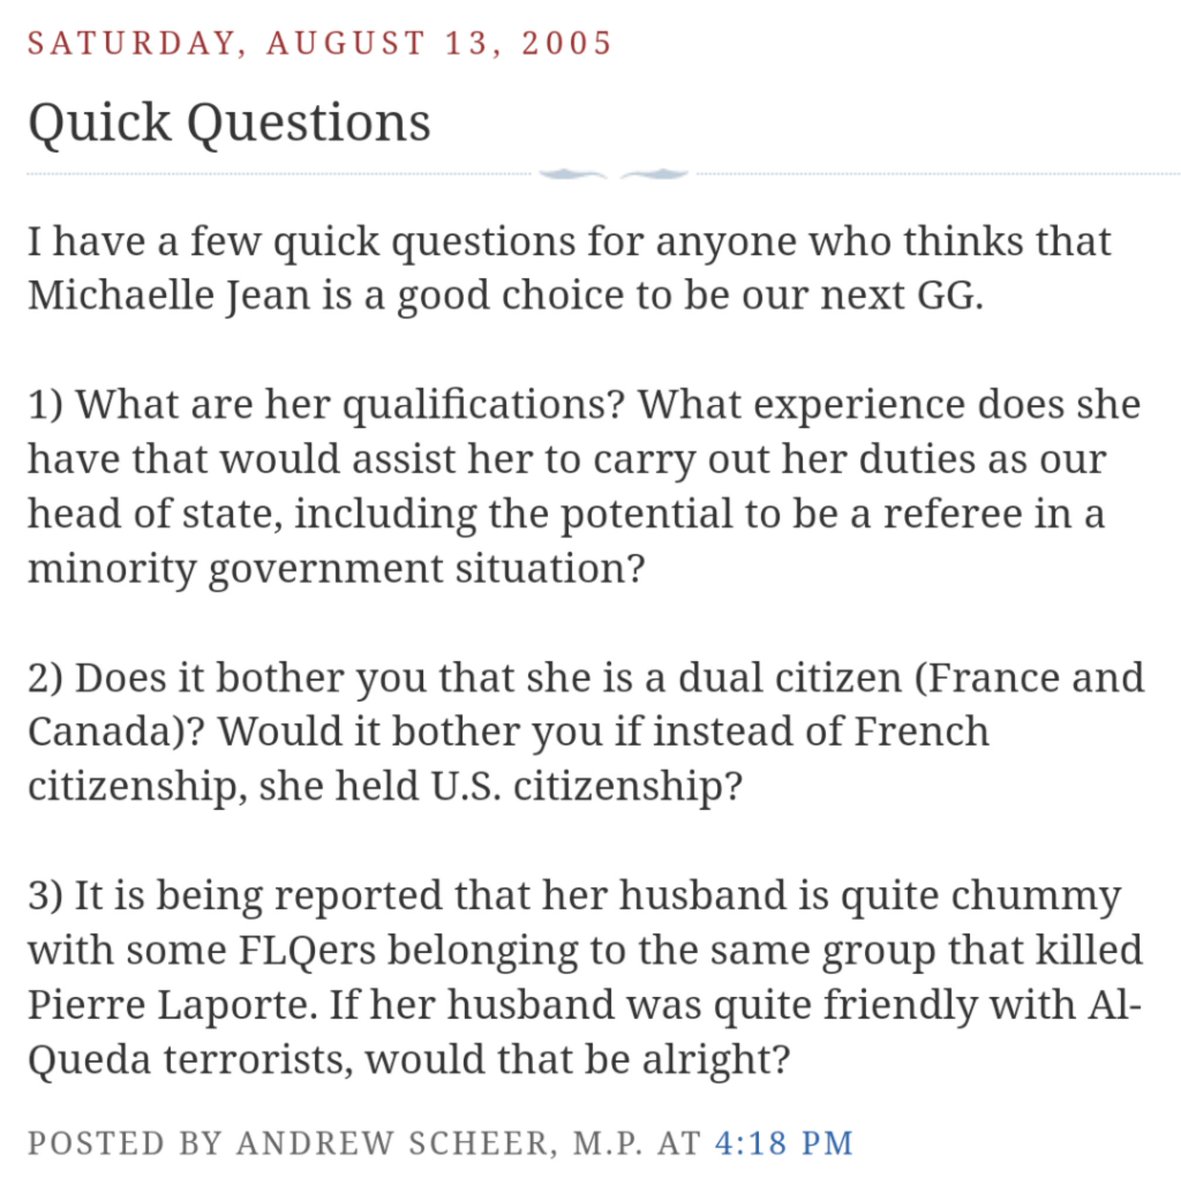 SATURDAY, AUGUST 13, 2005
Quick Questions
I have a few quick questions for anyone who thinks that
Michaelle Jean is a good choice to be our next GG.
1) What are her qualifications? What experience does she
have that would assist her to carry out her duties as our
head of state, including the potential to be a referee in a
minority government situation?
2) Does it bother you that she is a dual citizen (France and
Canada)? Would it bother you if instead of French
citizenship, she held U.S. citizenship?
3) It is being reported that her husband is quite chummy
with some FLQers belonging to the same group that killed
Pierre Laporte. If her husband was quite friendly with Al-
Queda terrorists, would that be alright?
POSTED BY ANDREW SCHEER, M.P. AT 4:18 PM